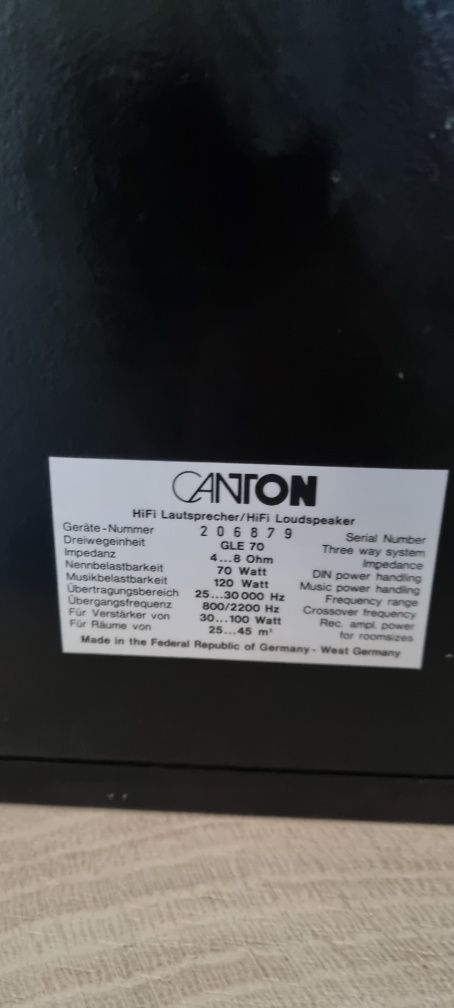 CANTON
HiFi Lautsprecher/HiFi Loudspeaker
Geräte-Nummer 206879 Serial Number
Dreiwegeinheit GLE 70 Three way system
Impedanz 4...8 Ohm Impedance
Nennbelastbarkeit 70 Watt DIN power handling
Musikbelastbarkeit 120 Watt Music power handling
Übertragungsbereich 25...30000 Hz Frequency range
Übergangsfrequenz 800/2200 Hz Crossover frequency
Für Verstärker von 30...100 Watt Rec. ampl. power
Für Räume von 25...45 m² for roomsizes
Made in the Federal Republic of Germany - West Germany